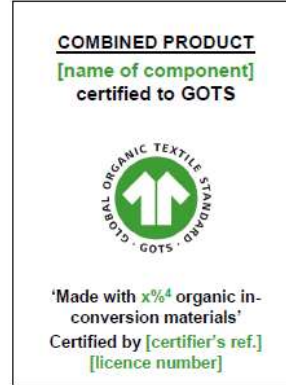 COMBINED PRODUCT
[name of component]
certified to GOTS
GLOBAL ORGANIC TEXTILE STANDARD
· GOTS ·
‘Made with x%⁴ organic in-
conversion materials’
Certified by [certifier's ref.]
[licence number]